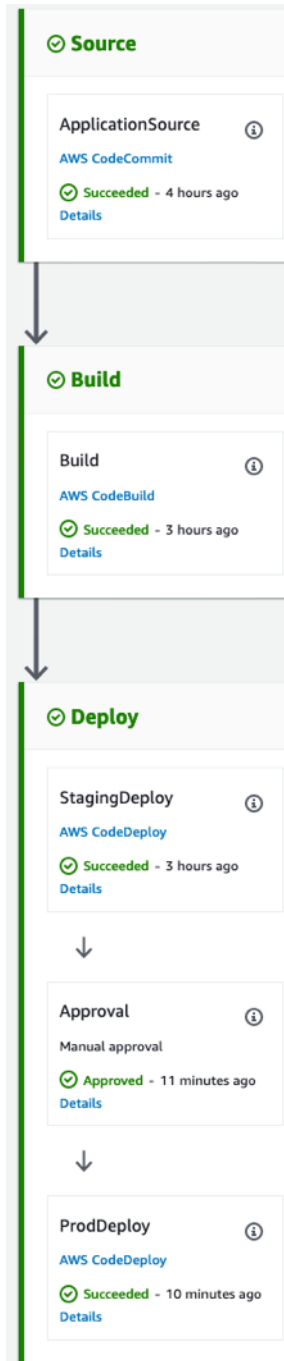 Source
ApplicationSource
AWS CodeCommit
Succeeded - 4 hours ago
Details
Build
Build
AWS CodeBuild
Succeeded - 3 hours ago
Details
Deploy
StagingDeploy
AWS CodeDeploy
Succeeded - 3 hours ago
Details
Approval
Manual approval
Approved - 11 minutes ago
Details
ProdDeploy
AWS CodeDeploy
Succeeded - 10 minutes ago
Details